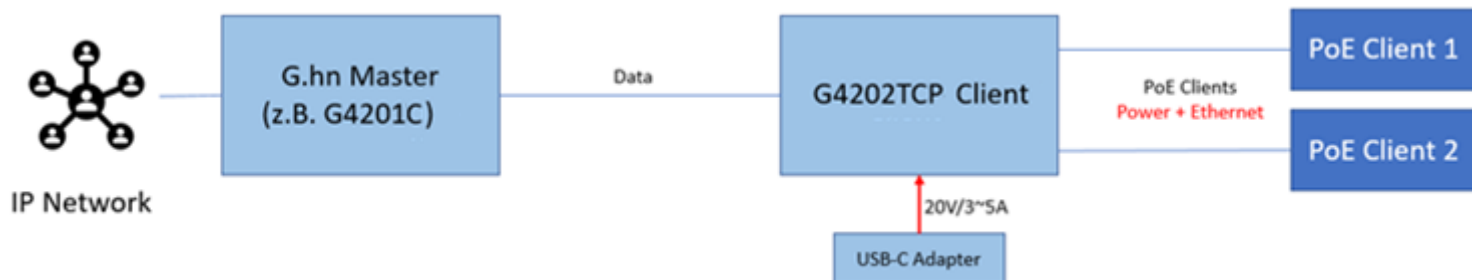 IP Network
G.hn Master
(z.B. G4201C)
Data
G4202TCP Client
20V/3~5A
USB-C Adapter
PoE Clients
Power + Ethernet
PoE Client 1
PoE Client 2